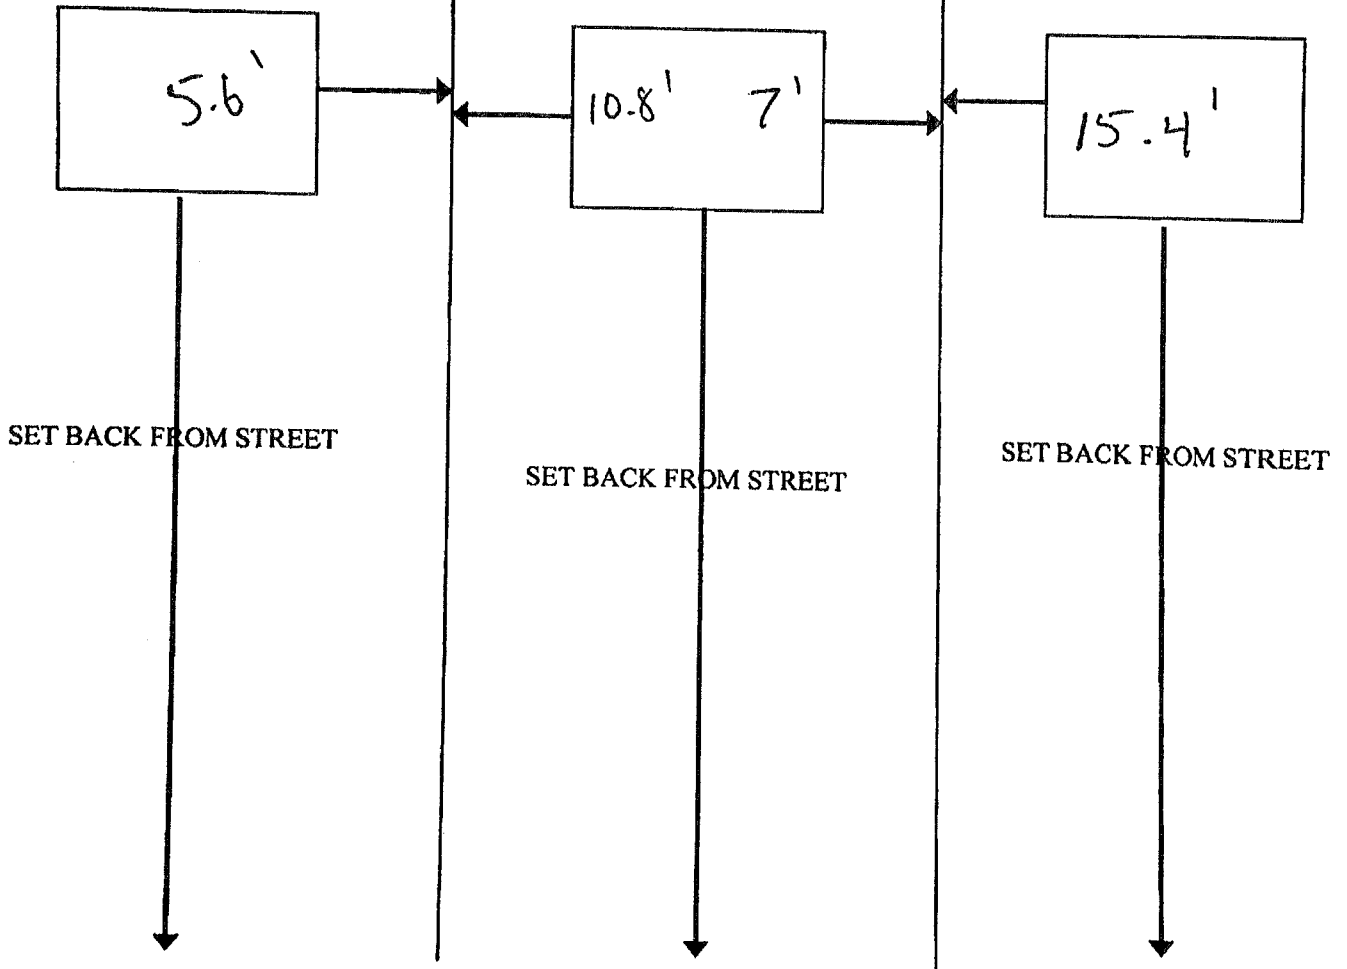 5.6'
10.8' 7'
15.4'
SET BACK FROM STREET
SET BACK FROM STREET
SET BACK FROM STREET